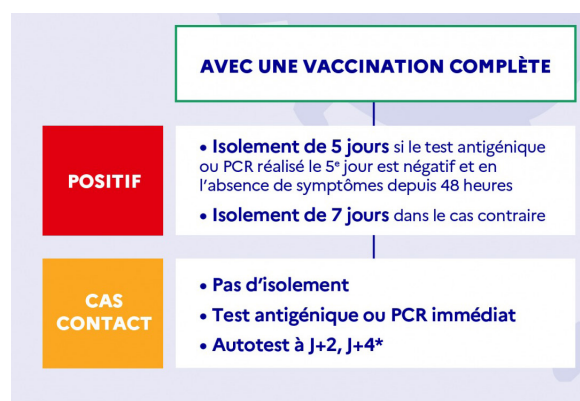 AVEC UNE VACCINATION COMPLÈTE
POSITIF
• Isolement de 5 jours si le test antigénique
ou PCR réalisé le 5e jour est négatif et en
l’absence de symptômes depuis 48 heures
• Isolement de 7 jours dans le cas contraire
CAS
CONTACT
• Pas d’isolement
• Test antigénique ou PCR immédiat
• Autotest à J+2, J+4*